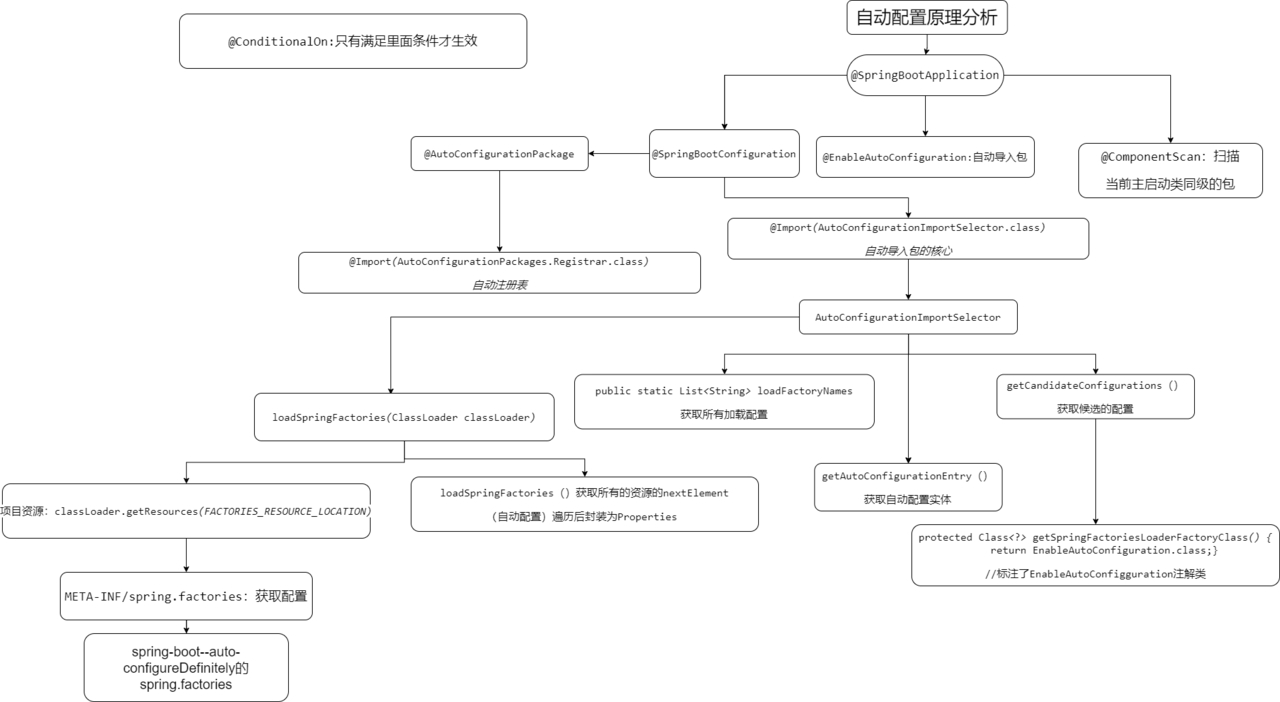 自动配置原理分析
@ConditionalOn:只有满足里面条件才生效
@SpringBootApplication
@AutoConfigurationPackage
@SpringBootConfiguration
@EnableAutoConfiguration:自动导入包
@ComponentScan: 扫描
当前主启动类同级的包
@Import(AutoConfigurationImportSelector.class)
自动导入包的核心
@Import(AutoConfigurationPackages.Registrar.class)
自动注册表
AutoConfigurationImportSelector
loadSpringFactories(ClassLoader classLoader)
public static List<String> loadFactoryNames
获取所有加载配置
getCandidateConfigurations（）
获取候选的配置
getAutoConfigurationEntry（）
获取自动配置实体
项目资源: classLoader.getResources(FACTORIES_RESOURCE_LOCATION)
loadSpringFactories（）获取所有的资源的nextElement
（自动配置）遍历后封装为Properties
protected Class<?> getSpringFactoriesLoaderFactoryClass() {
return EnableAutoConfiguration.class;}
//标注了EnableAutoConfigguration注解类
META-INF/spring.factories: 获取配置
spring-boot--auto-
configureDefinitely的
spring.factories